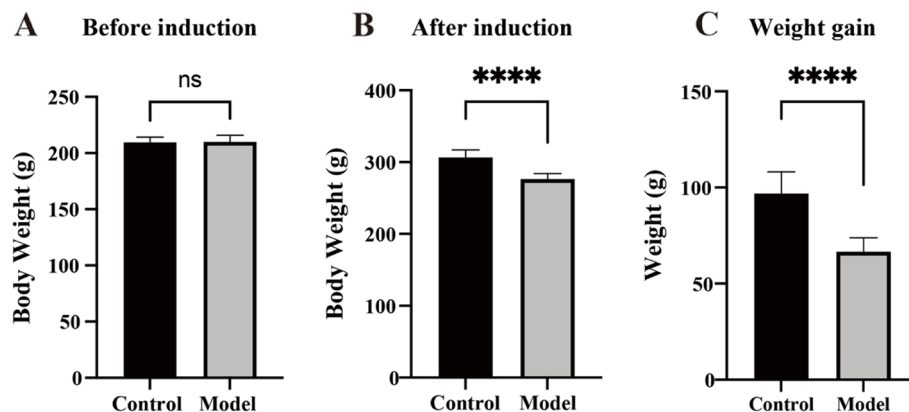 A Before induction
ns
Body Weight (g)
250
200
150
100
50
0
Control Model
B After induction
****
Body Weight (g)
400
300
200
100
0
Control Model
C Weight gain
****
Weight (g)
150
100
50
0
Control Model